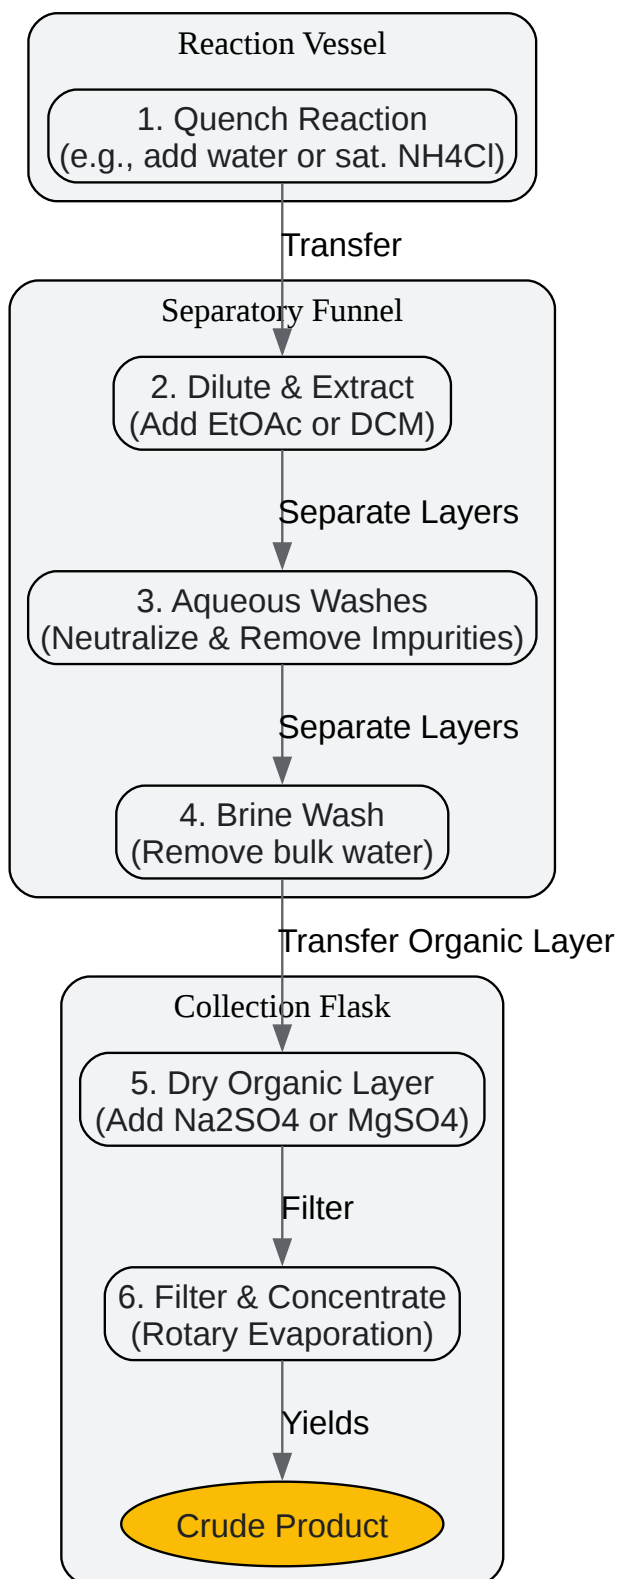 Reaction Vessel
1. Quench Reaction
(e.g., add water or sat. NH4Cl)
Transfer
Separatory Funnel
2. Dilute & Extract
(Add EtOAc or DCM)
Separate Layers
3. Aqueous Washes
(Neutralize & Remove Impurities)
Separate Layers
4. Brine Wash
(Remove bulk water)
Transfer Organic Layer
Collection Flask
5. Dry Organic Layer
(Add Na2SO4 or MgSO4)
Filter
6. Filter & Concentrate
(Rotary Evaporation)
Yields
Crude Product